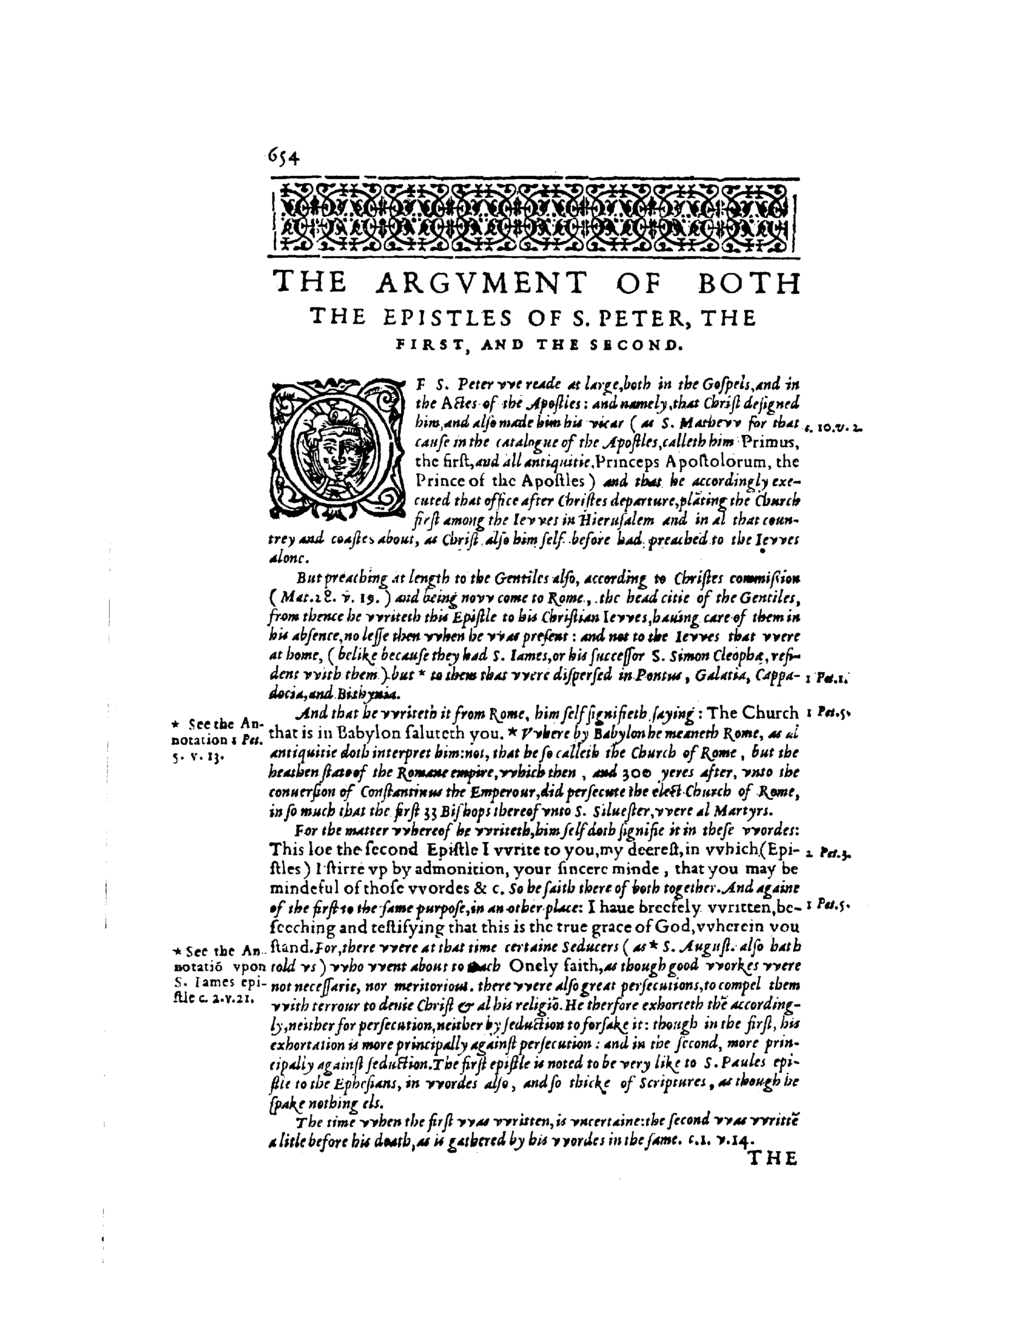 654
THE ARGVMENT OF BOTH
THE EPISTLES OF S. PETER, THE
FIRST, AND THE SECOND.
OF S. Peter vve reade at large, both in the Goſpels, and in
the Actes of the Apoſtles: and namely, that Chriſt deſigned
him, and alſo made him his vicar ( as S. Mathevv for that
c. 10. v. 2.
cauſe in the catalogue of the Apoſtles, calleth him Primus,
the firſt, and all antiquitie, Princeps Apoſtolorum, the
Prince of the Apoſtles ) and that he accordingly exe-
cuted that office after Chriſtes departure, plāting the Church
firſt among the Ievves in Hieruſalem and in al that coun-
trey and coaſtes about, as Chriſt alſo him ſelf before had preached to the Ievves
alone.
But preaching at length to the Gentiles alſo, according to Chriſtes commiſſion
( Mat. 28. v. 19. ) and being novv come to Rome, the head citie of the Gentiles,
from thence he vvriteth this Epiſtle to his Chriſtian Ievves, hauing care of them in
his abſence, no leſſe then vvhen he vvas preſent: and not to the Ievves that vvere
at home, ( belike becauſe they had S. Iames, or his ſucceſſor S. Simon Cleophæ, reſi-
dent vvith them ) but * to them that vvere diſperſed in Pontus, Galatia, Cappa-
1 Pet. 1.
docia, and Bithynia.
And that he vvriteth it from Rome, him ſelf ſignifieth ſaying: The Church
1 Pet. 5.
* See the An-
notation 1 Pet.
5. v. 13.
that is in Babylon ſaluteth you. * Vvhere by Babylon he meaneth Rome, as al
antiquitie doth interpret him: not, that he ſo calleth the Church of Rome, but the
heathen ſtate of the Romane empire, vvhich then, and 300 yeres after, vnto the
conuerſion of Conſtantinus the Emperour, did perſecute the elect Church of Rome,
in ſo much that the firſt 33 Biſhops thereof vnto S. Silueſter, vvere al Martyrs.
For the matter vvhereof he vvriteth, him ſelf doth ſignifie it in theſe vvordes:
This loe the ſecond Epiſtle I vvrite to you, my deereſt, in vvhich ( Epi-
2 Pet. 3.
ſtles ) I ſtirre vp by admonition, your ſincere minde, that you may be
mindeful of thoſe vvordes & c. So he ſaith there of both together. And againe
of the firſt to the ſame purpoſe, in an other place: I haue breefely vvritten, be-
1 Pet. 5.
ſeeching and teſtifying that this is the true grace of God, vvherein you
* See the An-
notatiō vpon
S. Iames epi-
ſtle c. 2. v. 21.
ſtand. For, there vvere at that time certaine Seducers ( as * S. Auguſt. alſo hath
told vs ) vvho vvent about to teach Onely faith, as though good vvorkes vvere
not neceſſarie, nor meritorious. there vvere alſo great perſecutions, to compel them
vvith terrour to denie Chriſt & al his religiō. He therfore exhorteth thē according-
ly, neither for perſecution, neither by ſeduction to forſake it: though in the firſt, his
exhortation is more principally againſt perſecution: and in the ſecond, more prin-
cipally againſt ſeduction. The firſt epiſtle is noted to be very like to S. Paules epi-
ſtle to the Epheſians, in vvordes alſo, and ſo thicke of Scriptures, as though he
ſpake nothing els.
The time vvhen the firſt vvas vvritten, is vncertaine: the ſecond vvas vvrittē
a litle before his death, as is gathered by his vvordes in the ſame. c. 1. v. 14.
THE